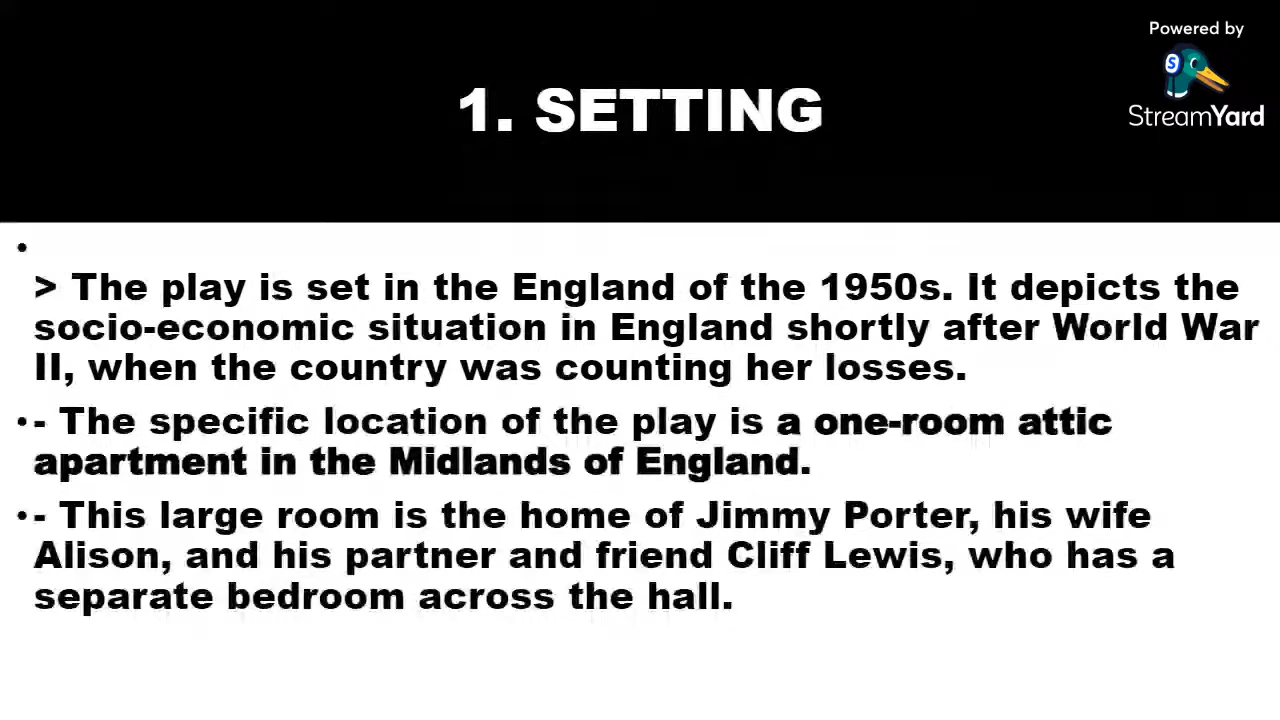 Powered by
S
StreamYard
1. SETTING
•
> The play is set in the England of the 1950s. It depicts the
socio-economic situation in England shortly after World War
II, when the country was counting her losses.
• - The specific location of the play is a one-room attic
apartment in the Midlands of England.
• - This large room is the home of Jimmy Porter, his wife
Alison, and his partner and friend Cliff Lewis, who has a
separate bedroom across the hall.